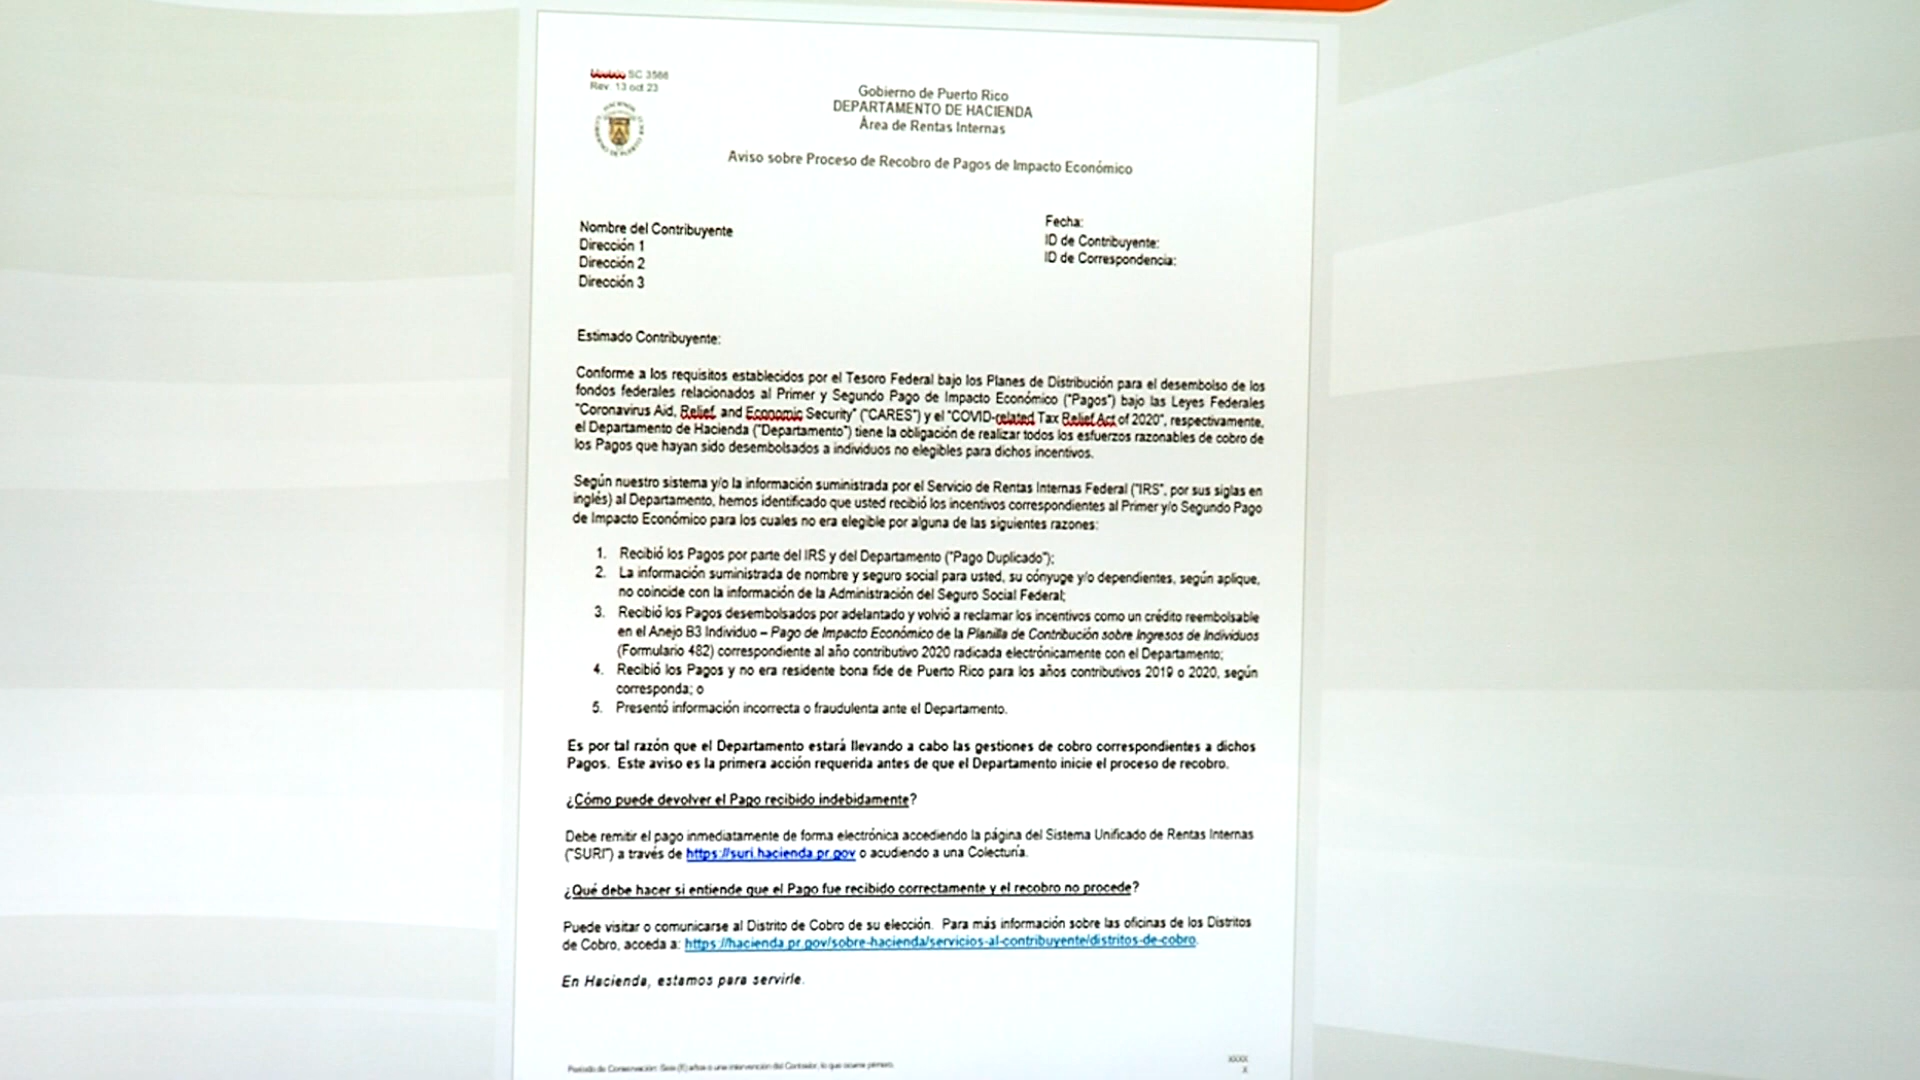 Modelo SC 3588
Rev. 13 oct 23
Gobierno de Puerto Rico
DEPARTAMENTO DE HACIENDA
Área de Rentas Internas
Aviso sobre Proceso de Recobro de Pagos de Impacto Económico
Nombre del Contribuyente
Dirección 1
Dirección 2
Dirección 3
Fecha:
ID de Contribuyente:
ID de Correspondencia:
Estimado Contribuyente:
Conforme a los requisitos establecidos por el Tesoro Federal bajo los Planes de Distribución para el desembolso de los
fondos federales relacionados al Primer y Segundo Pago de Impacto Económico ("Pagos") bajo las Leyes Federales
"Coronavirus Aid, Relief, and Economic Security" ("CARES") y el "COVID-related Tax Relief Act of 2020", respectivamente,
el Departamento de Hacienda ("Departamento") tiene la obligación de realizar todos los esfuerzos razonables de cobro de
los Pagos que hayan sido desembolsados a individuos no elegibles para dichos incentivos.
Según nuestro sistema y/o la información suministrada por el Servicio de Rentas Internas Federal ("IRS", por sus siglas en
inglés) al Departamento, hemos identificado que usted recibió los incentivos correspondientes al Primer y/o Segundo Pago
de Impacto Económico para los cuales no era elegible por alguna de las siguientes razones:
1. Recibió los Pagos por parte del IRS y del Departamento ("Pago Duplicado");
2. La información suministrada de nombre y seguro social para usted, su cónyuge y/o dependientes, según aplique,
no coincide con la información de la Administración del Seguro Social Federal;
3. Recibió los Pagos desembolsados por adelantado y volvió a reclamar los incentivos como un crédito reembolsable
en el Anejo B3 Individuo – Pago de Impacto Económico de la Planilla de Contribución sobre Ingresos de Individuos
(Formulario 482) correspondiente al año contributivo 2020 radicada electrónicamente con el Departamento;
4. Recibió los Pagos y no era residente bona fide de Puerto Rico para los años contributivos 2019 o 2020, según
corresponda; o
5. Presentó información incorrecta o fraudulenta ante el Departamento.
Es por tal razón que el Departamento estará llevando a cabo las gestiones de cobro correspondientes a dichos
Pagos. Este aviso es la primera acción requerida antes de que el Departamento inicie el proceso de recobro.
¿Cómo puede devolver el Pago recibido indebidamente?
Debe remitir el pago inmediatamente de forma electrónica accediendo la página del Sistema Unificado de Rentas Internas
("SURI") a través de https://suri.hacienda.pr.gov o acudiendo a una Colecturía.
¿Qué debe hacer si entiende que el Pago fue recibido correctamente y el recobro no procede?
Puede visitar o comunicarse al Distrito de Cobro de su elección. Para más información sobre las oficinas de los Distritos
de Cobro, acceda a: https://hacienda.pr.gov/sobre-hacienda/servicios-al-contribuyente/distritos-de-cobro.
En Hacienda, estamos para servirle.
Periodo de Conservación: Seis (6) años o una intervención del Contralor, lo que ocurra primero.
XXXX
X